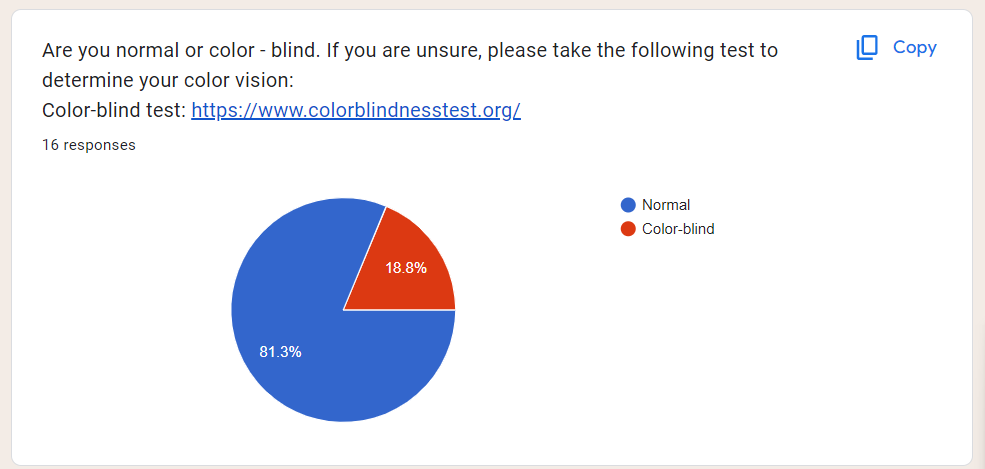 Are you normal or color - blind. If you are unsure, please take the following test to
determine your color vision:
Color-blind test: https://www.colorblindnesstest.org/
Copy
16 responses
Normal
Color-blind
18.8%
81.3%